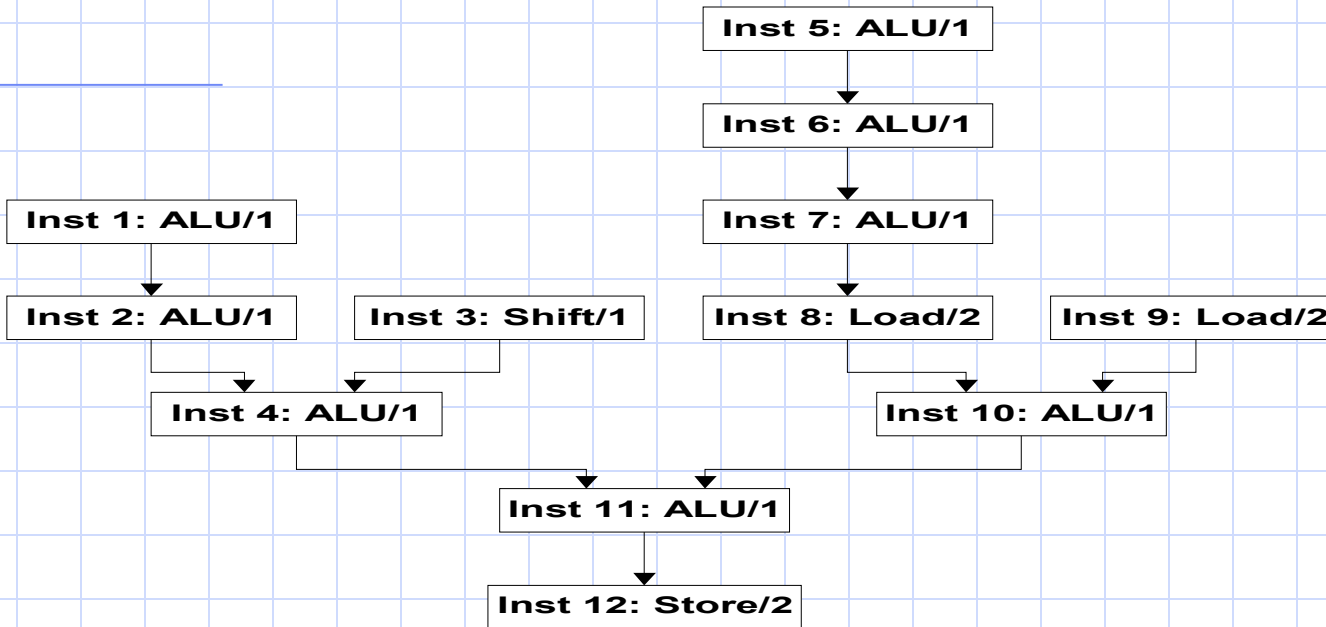 Inst 5: ALU/1
Inst 6: ALU/1
Inst 1: ALU/1
Inst 7: ALU/1
Inst 2: ALU/1
Inst 3: Shift/1
Inst 8: Load/2
Inst 9: Load/2
Inst 4: ALU/1
Inst 10: ALU/1
Inst 11: ALU/1
Inst 12: Store/2